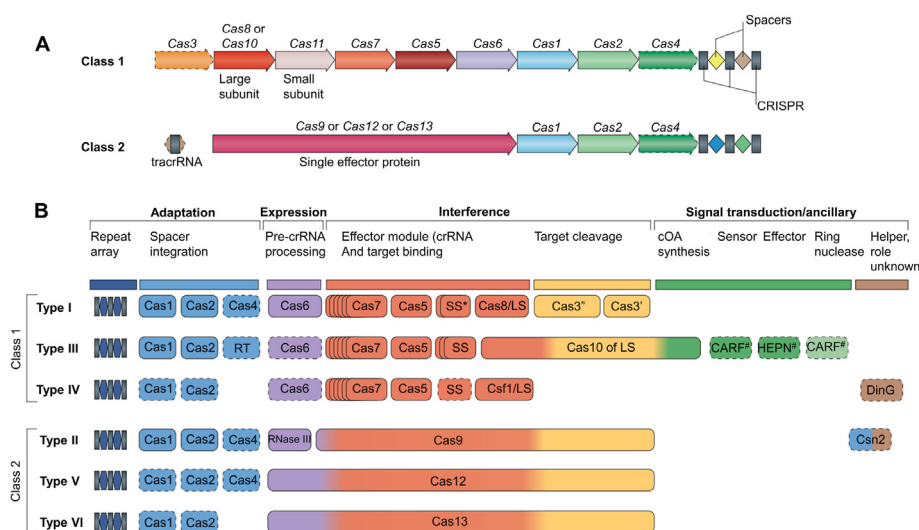 A
Cas3
Cas8 or
Cas10
Cas11
Cas7
Cas5
Cas6
Cas1
Cas2
Cas4
Spacers
Class 1
Large
subunit
Small
subunit
CRISPR
Cas9 or Cas12 or Cas13
Cas1
Cas2
Cas4
Class 2
tracrRNA
Single effector protein
B
Adaptation
Expression
Interference
Signal transduction/ancillary
Repeat
array
Spacer
integration
Pre-crRNA
processing
Effector module (crRNA
And target binding
Target cleavage
cOA
synthesis
Sensor
Effector
Ring
nuclease
Helper,
role
unknown
Class 1
Type I
Cas1
Cas2
Cas4
Cas6
Cas7
Cas5
SS*
Cas8/LS
Cas3"
Cas3'
Type III
Cas1
Cas2
RT
Cas6
Cas7
Cas5
SS
Cas10 of LS
CARF#
HEPN#
CARF#
Type IV
Cas1
Cas2
Cas6
Cas7
Cas5
SS
Csf1/LS
DinG
Class 2
Type II
Cas1
Cas2
Cas4
RNase III
Cas9
Csn2
Type V
Cas1
Cas2
Cas4
Cas12
Type VI
Cas1
Cas2
Cas13